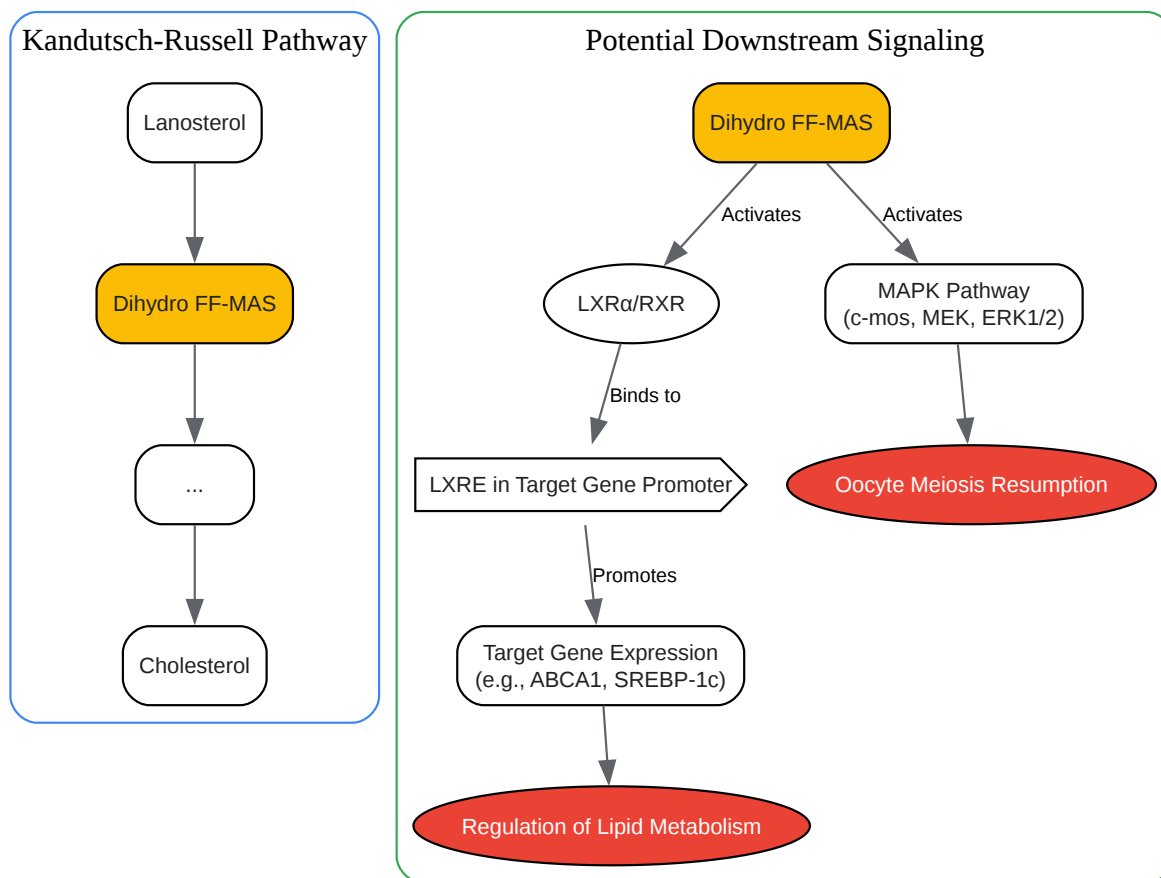 Kandutsch-Russell Pathway
Lanosterol
Dihydro FF-MAS
...
Cholesterol
Potential Downstream Signaling
Dihydro FF-MAS
Activates
Activates
LXRα/RXR
MAPK Pathway
(c-mos, MEK, ERK1/2)
Binds to
LXRE in Target Gene Promoter
Oocyte Meiosis Resumption
Promotes
Target Gene Expression
(e.g., ABCA1, SREBP-1c)
Regulation of Lipid Metabolism